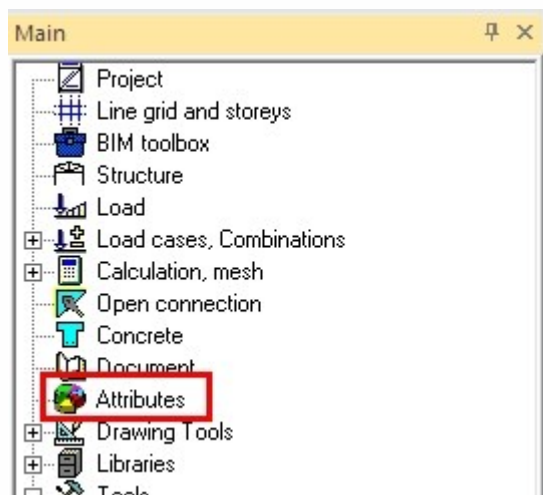 Main
Project
Line grid and storeys
BIM toolbox
Structure
Load
Load cases, Combinations
Calculation, mesh
Open connection
Concrete
Document
Attributes
Drawing Tools
Libraries
Tools